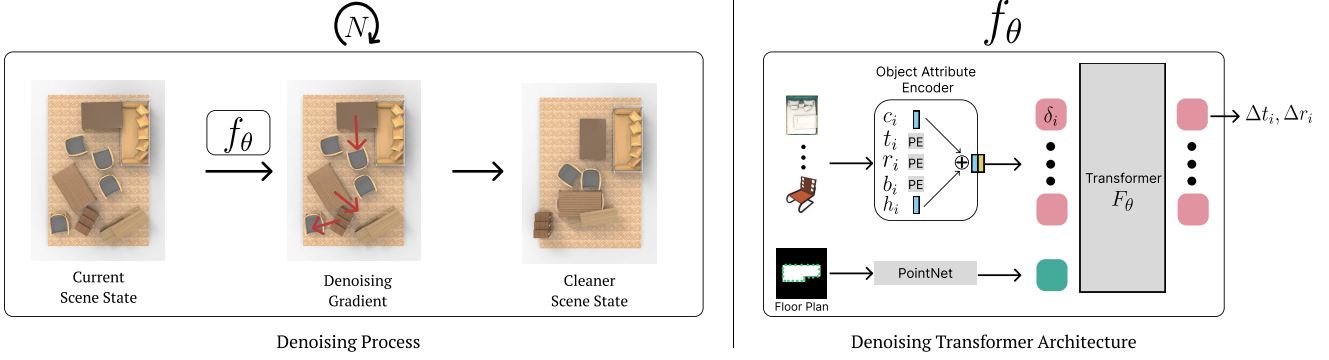 N
f_θ
Current
Scene State
Denoising
Gradient
Cleaner
Scene State
Denoising Process
f_θ
Object Attribute
Encoder
c_i
t_i PE
r_i PE
b_i PE
h_i
δ_i
Transformer
F_θ
Δt_i, Δr_i
PointNet
Floor Plan
Denoising Transformer Architecture